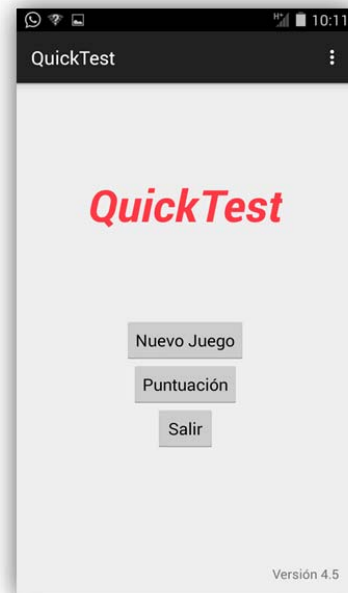 H+ 10:11
QuickTest
QuickTest
Nuevo Juego
Puntuación
Salir
Versión 4.5